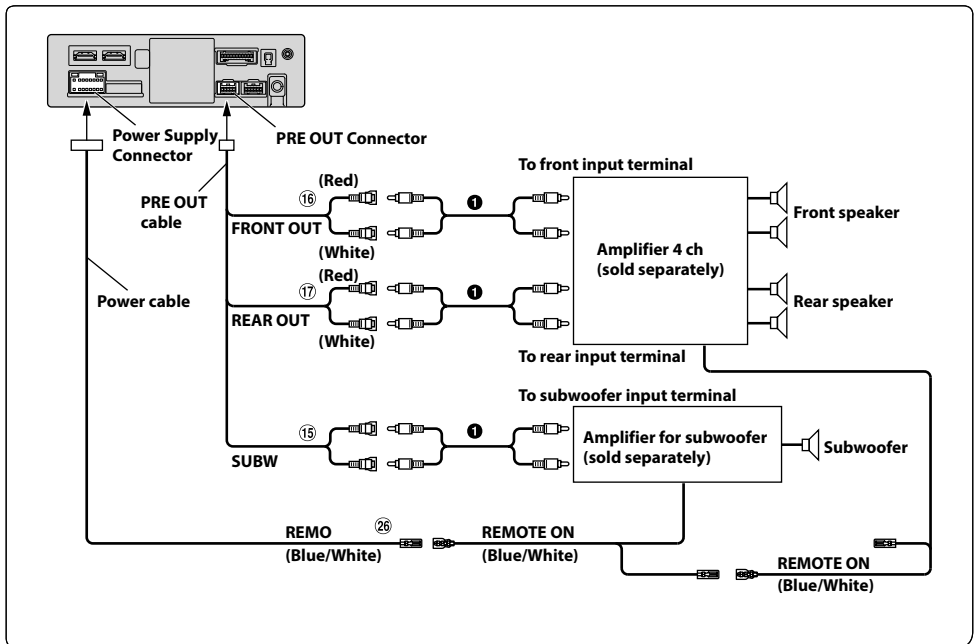 Power Supply
Connector
PRE OUT Connector
PRE OUT
cable
To front input terminal
(Red)
⑯
❶
FRONT OUT
(White)
Front speaker
Amplifier 4 ch
(sold separately)
(Red)
⑰
❶
Power cable
REAR OUT
(White)
Rear speaker
To rear input terminal
To subwoofer input terminal
⑮
❶
SUBW
Amplifier for subwoofer
(sold separately)
Subwoofer
REMO
㉖
(Blue/White)
REMOTE ON
(Blue/White)
REMOTE ON
(Blue/White)